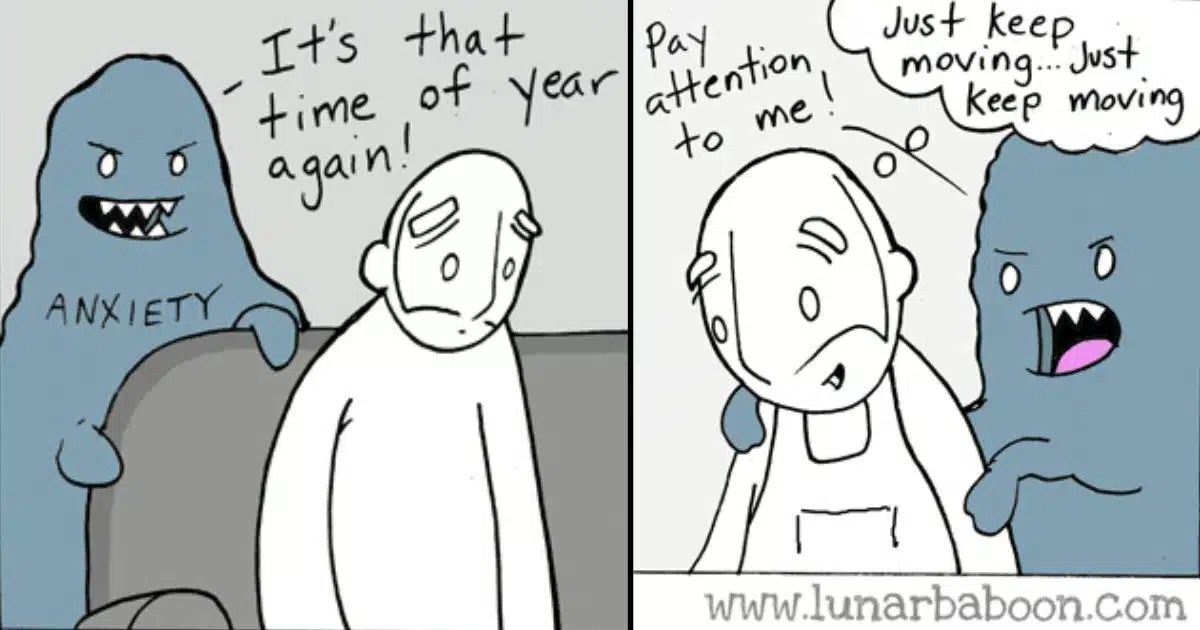 It's that
time of year
again!
ANXIETY
Pay
attention
to me!
Just keep
moving... Just
keep moving
www.lunarbaboon.com